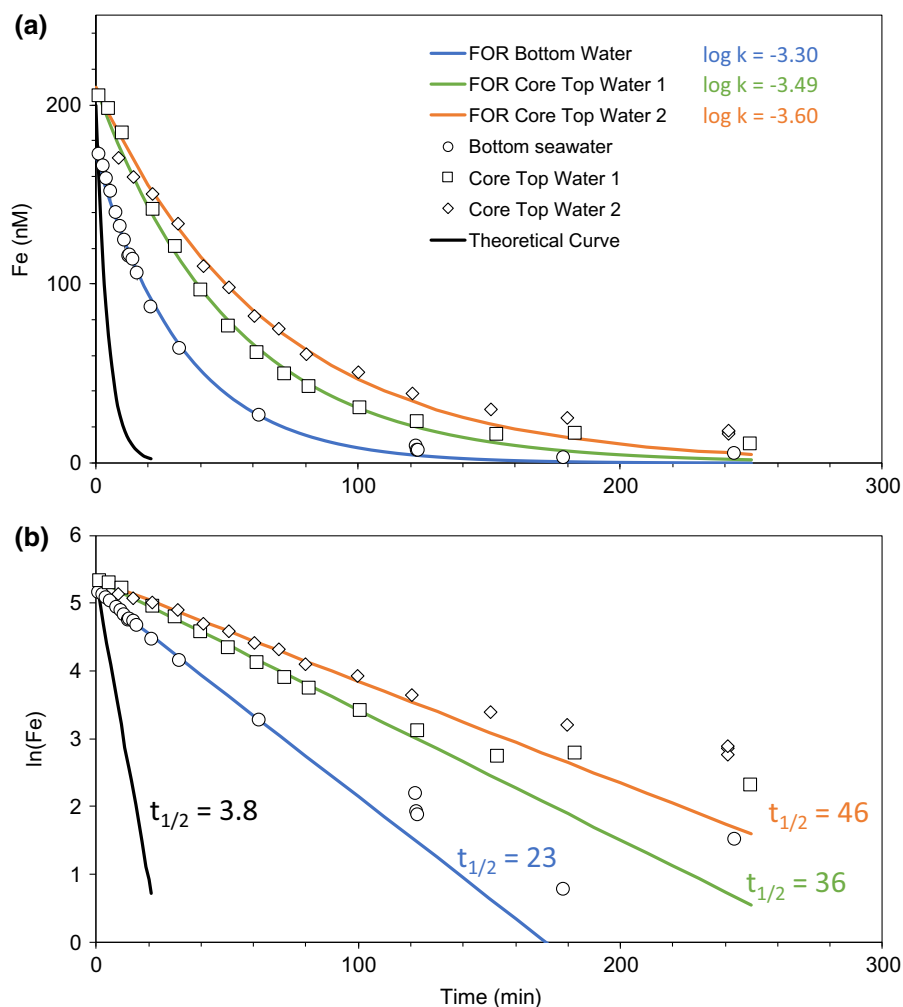 (a)
FOR Bottom Water log k = -3.30
FOR Core Top Water 1 log k = -3.49
FOR Core Top Water 2 log k = -3.60
Bottom seawater
Core Top Water 1
Core Top Water 2
Theoretical Curve
Fe (nM)
200
100
0
0 100 200 300
(b)
ln(Fe)
6
5
4
3
2
1
0
t1/2 = 3.8
t1/2 = 23
t1/2 = 46
t1/2 = 36
0 100 200 300
Time (min)